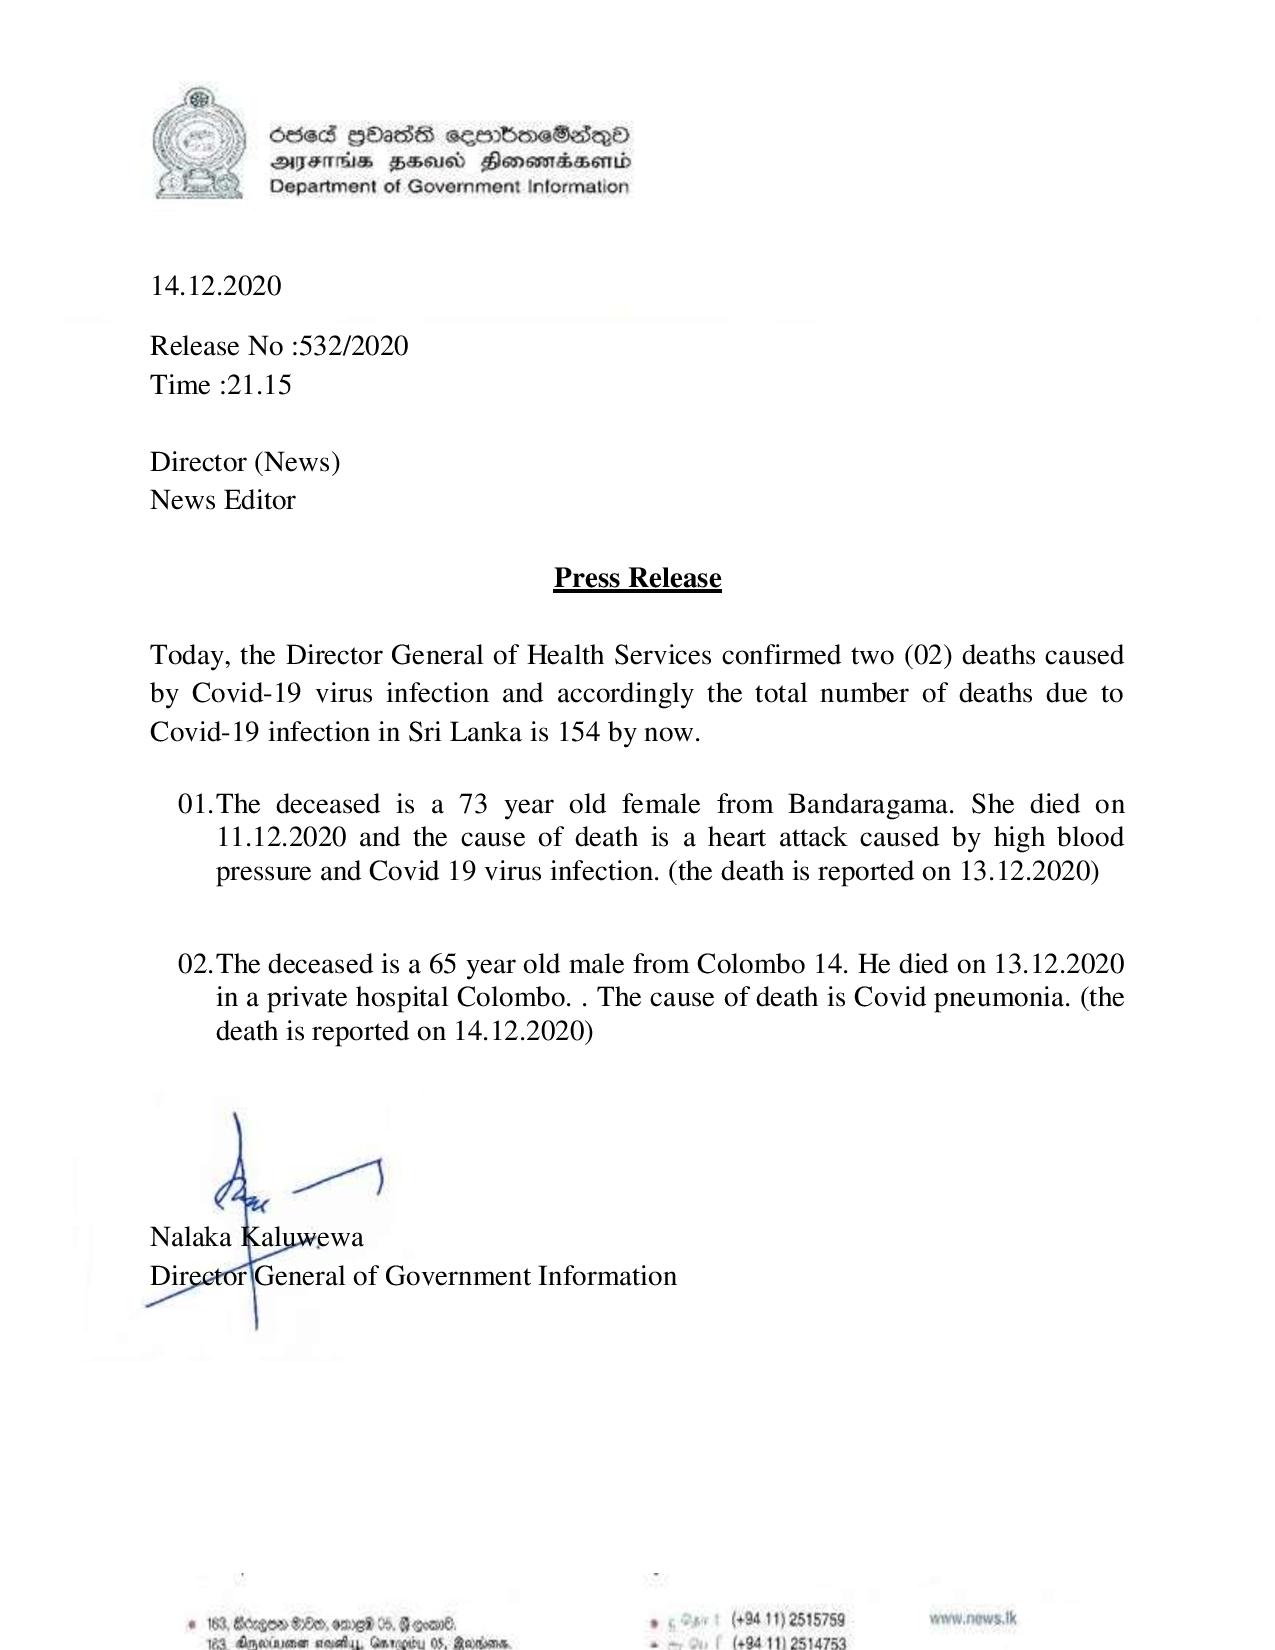 රජයේ ප්‍රවෘත්ති දෙපාර්තමේන්තුව
அரசாங்க தகவல் திணைக்களம்
Department of Government Information
14.12.2020
Release No :532/2020
Time :21.15
Director (News)
News Editor
Press Release
Today, the Director General of Health Services confirmed two (02) deaths caused
by Covid-19 virus infection and accordingly the total number of deaths due to
Covid-19 infection in Sri Lanka is 154 by now.
01.The deceased is a 73 year old female from Bandaragama. She died on
11.12.2020 and the cause of death is a heart attack caused by high blood
pressure and Covid 19 virus infection. (the death is reported on 13.12.2020)
02.The deceased is a 65 year old male from Colombo 14. He died on 13.12.2020
in a private hospital Colombo. . The cause of death is Covid pneumonia. (the
death is reported on 14.12.2020)
Nalaka Kaluwewa
Director General of Government Information
163, කිරුලපන මාවත, කොළඹ 05, ශ්‍රී ලංකාව.
(+94 11) 2515759
www.news.lk
163, கிருலப்பனை கொழும்பு 05, இலங்கை.
(+94 11) 2514753